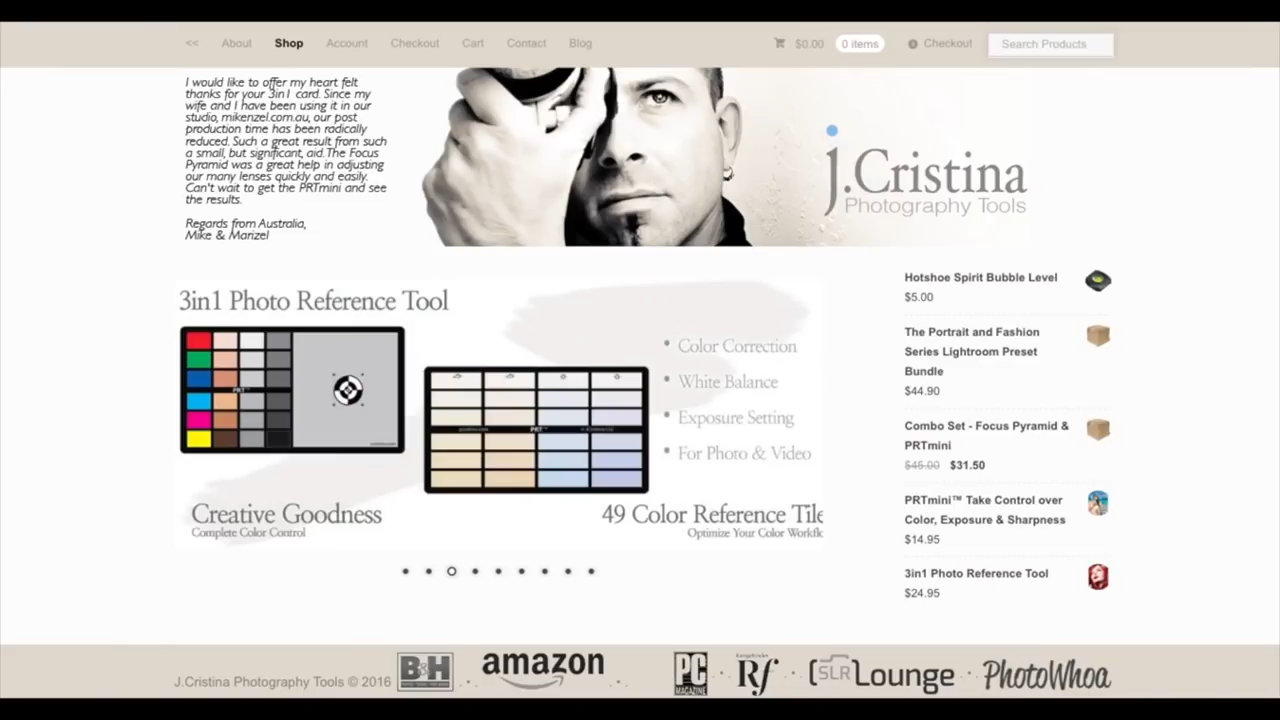 << About Shop Account Checkout Cart Contact Blog $0.00 0 items Checkout Search Products
I would like to offer my heart felt
thanks for your 3in1 card. Since my
wife and I have been using it in our
studio, mikenzel.com.au, our post
production time has been radically
reduced. Such a great result from such
a small, but significant, aid. The Focus
Pyramid was a great help in adjusting
our many lenses quickly and easily.
Can't wait to get the PRTmini and see
the results.
Regards from Australia,
Mike & Marizel
J.Cristina
Photography Tools
3in1 Photo Reference Tool
PRT™
PRT™
• Color Correction
• White Balance
• Exposure Setting
• For Photo & Video
Creative Goodness
Complete Color Control
49 Color Reference Tile
Optimize Your Color Workfl
Hotshoe Spirit Bubble Level
$5.00
The Portrait and Fashion
Series Lightroom Preset
Bundle
$44.90
Combo Set - Focus Pyramid &
PRTmini
$45.00 $31.50
PRTmini™ Take Control over
Color, Exposure & Sharpness
$14.95
3in1 Photo Reference Tool
$24.95
J.Cristina Photography Tools © 2016
B&H
amazon
PC
MAGAZINE
Rf
SLR Lounge
PhotoWhoa